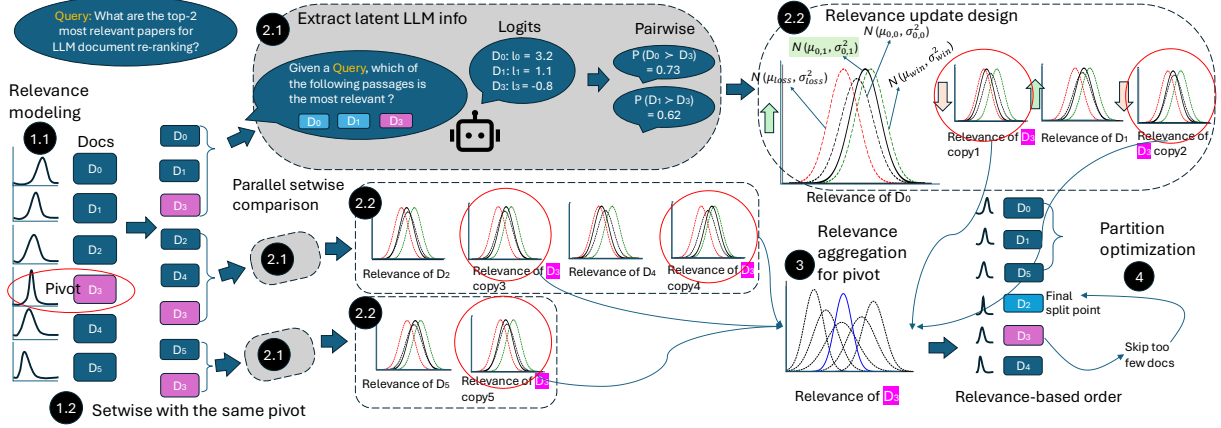 Query: What are the top-2
most relevant papers for
LLM document re-ranking?
Relevance
modeling
1.1
Docs
D₀
D₁
D₂
Pivot
D₃
D₄
D₅
1.2
Setwise with the same pivot
D₀
D₁
D₃
D₂
D₄
D₃
D₅
D₃
2.1
Extract latent LLM info
Given a Query, which of
the following passages is
the most relevant ?
D₀ D₁ D₃
Logits
D₀: l₀ = 3.2
D₁: l₁ = 1.1
D₃: l₃ = -0.8
Pairwise
P (D₀ ≻ D₃)
= 0.73
P (D₁ ≻ D₃)
= 0.62
2.2
Relevance update design
N(μ₀,₀, σ²₀,₀)
N(μ₀,₁, σ²₀,₁)
N(μ_loss, σ²_loss)
N(μ_win, σ²_win)
Relevance of D₀
Relevance of D₃
copy1
Relevance of D₁
Relevance of
D₃ copy2
Parallel setwise
comparison
2.1
2.2
Relevance of D₂
Relevance of D₃
copy3
Relevance of D₄
Relevance of D₃
copy4
2.1
2.2
Relevance of D₅
Relevance of D₃
copy5
3
Relevance
aggregation
for pivot
Relevance of D₃
D₀
D₁
D₅
D₂
D₃
D₄
Final
split point
Partition
optimization
4
Skip too
few docs
Relevance-based order